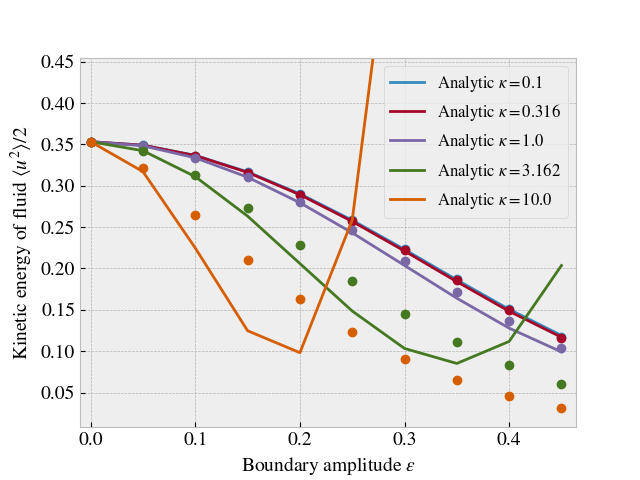 0.45
0.40
0.35
0.30
0.25
0.20
0.15
0.10
0.05
Kinetic energy of fluid ⟨u²⟩/2
Analytic κ=0.1
Analytic κ=0.316
Analytic κ=1.0
Analytic κ=3.162
Analytic κ=10.0
0.0 0.1 0.2 0.3 0.4
Boundary amplitude ε